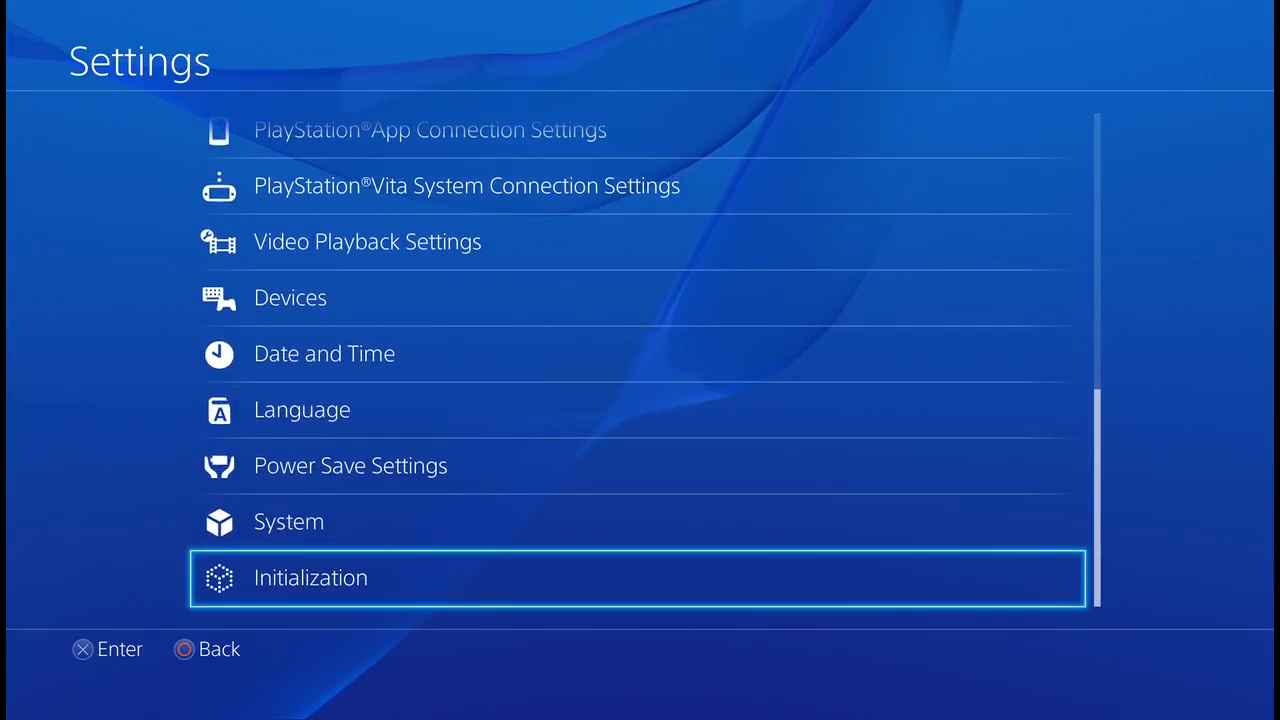 Settings
PlayStation®App Connection Settings
PlayStation®Vita System Connection Settings
Video Playback Settings
Devices
Date and Time
Language
Power Save Settings
System
Initialization
Enter Back